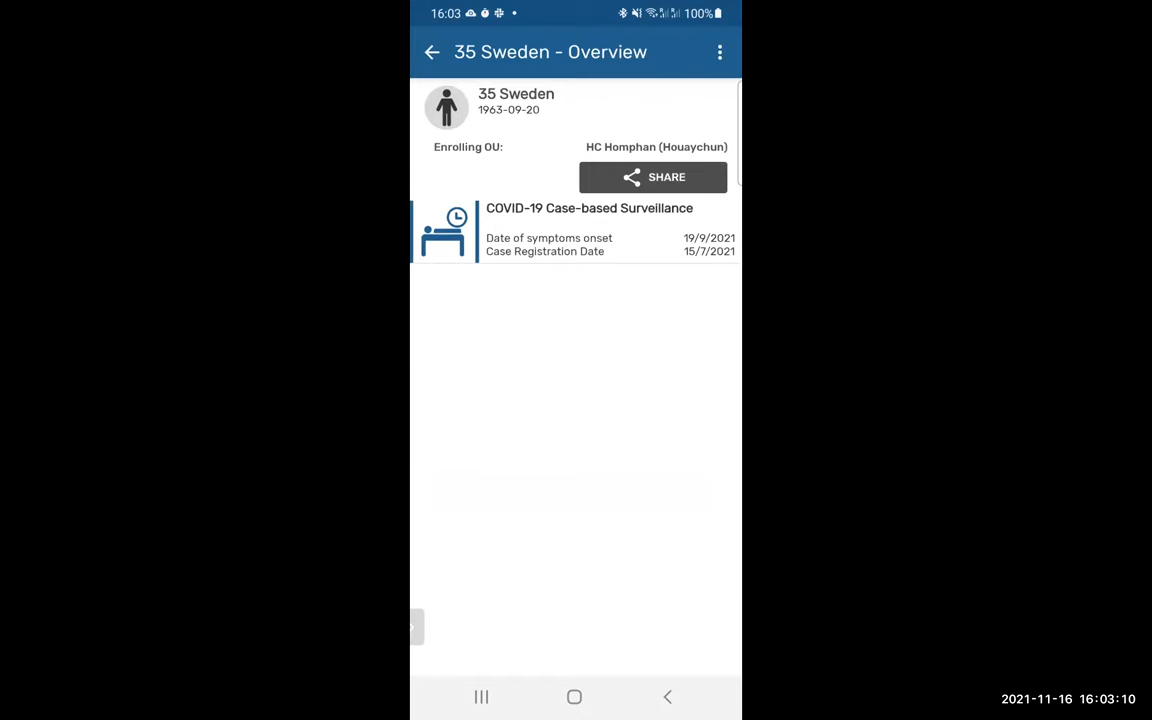 16:03 100%
35 Sweden - Overview
35 Sweden
1963-09-20
Enrolling OU: HC Homphan (Houaychun)
SHARE
COVID-19 Case-based Surveillance
Date of symptoms onset 19/9/2021
Case Registration Date 15/7/2021
2021-11-16 16:03:10